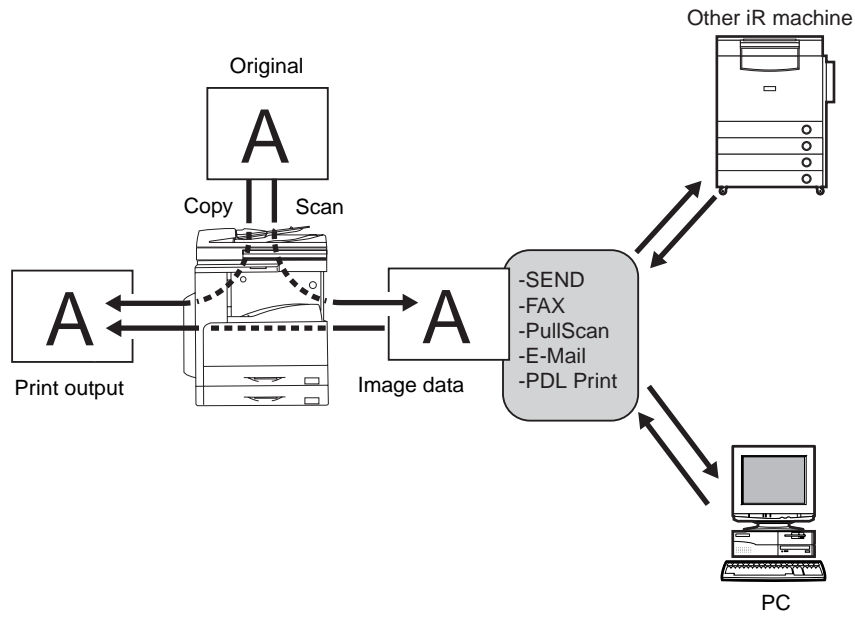 Other iR machine
Original
A
Copy
Scan
A
A
-SEND
-FAX
-PullScan
-E-Mail
-PDL Print
Print output
Image data
PC